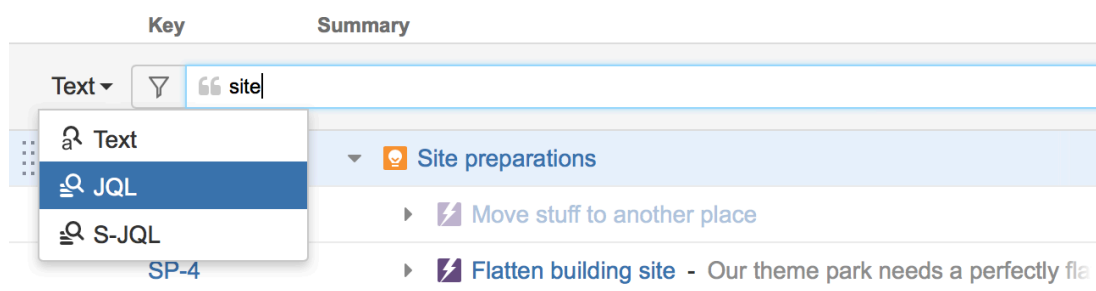 Key Summary
Text site
Text
JQL
S-JQL
Site preparations
Move stuff to another place
SP-4 Flatten building site - Our theme park needs a perfectly fla